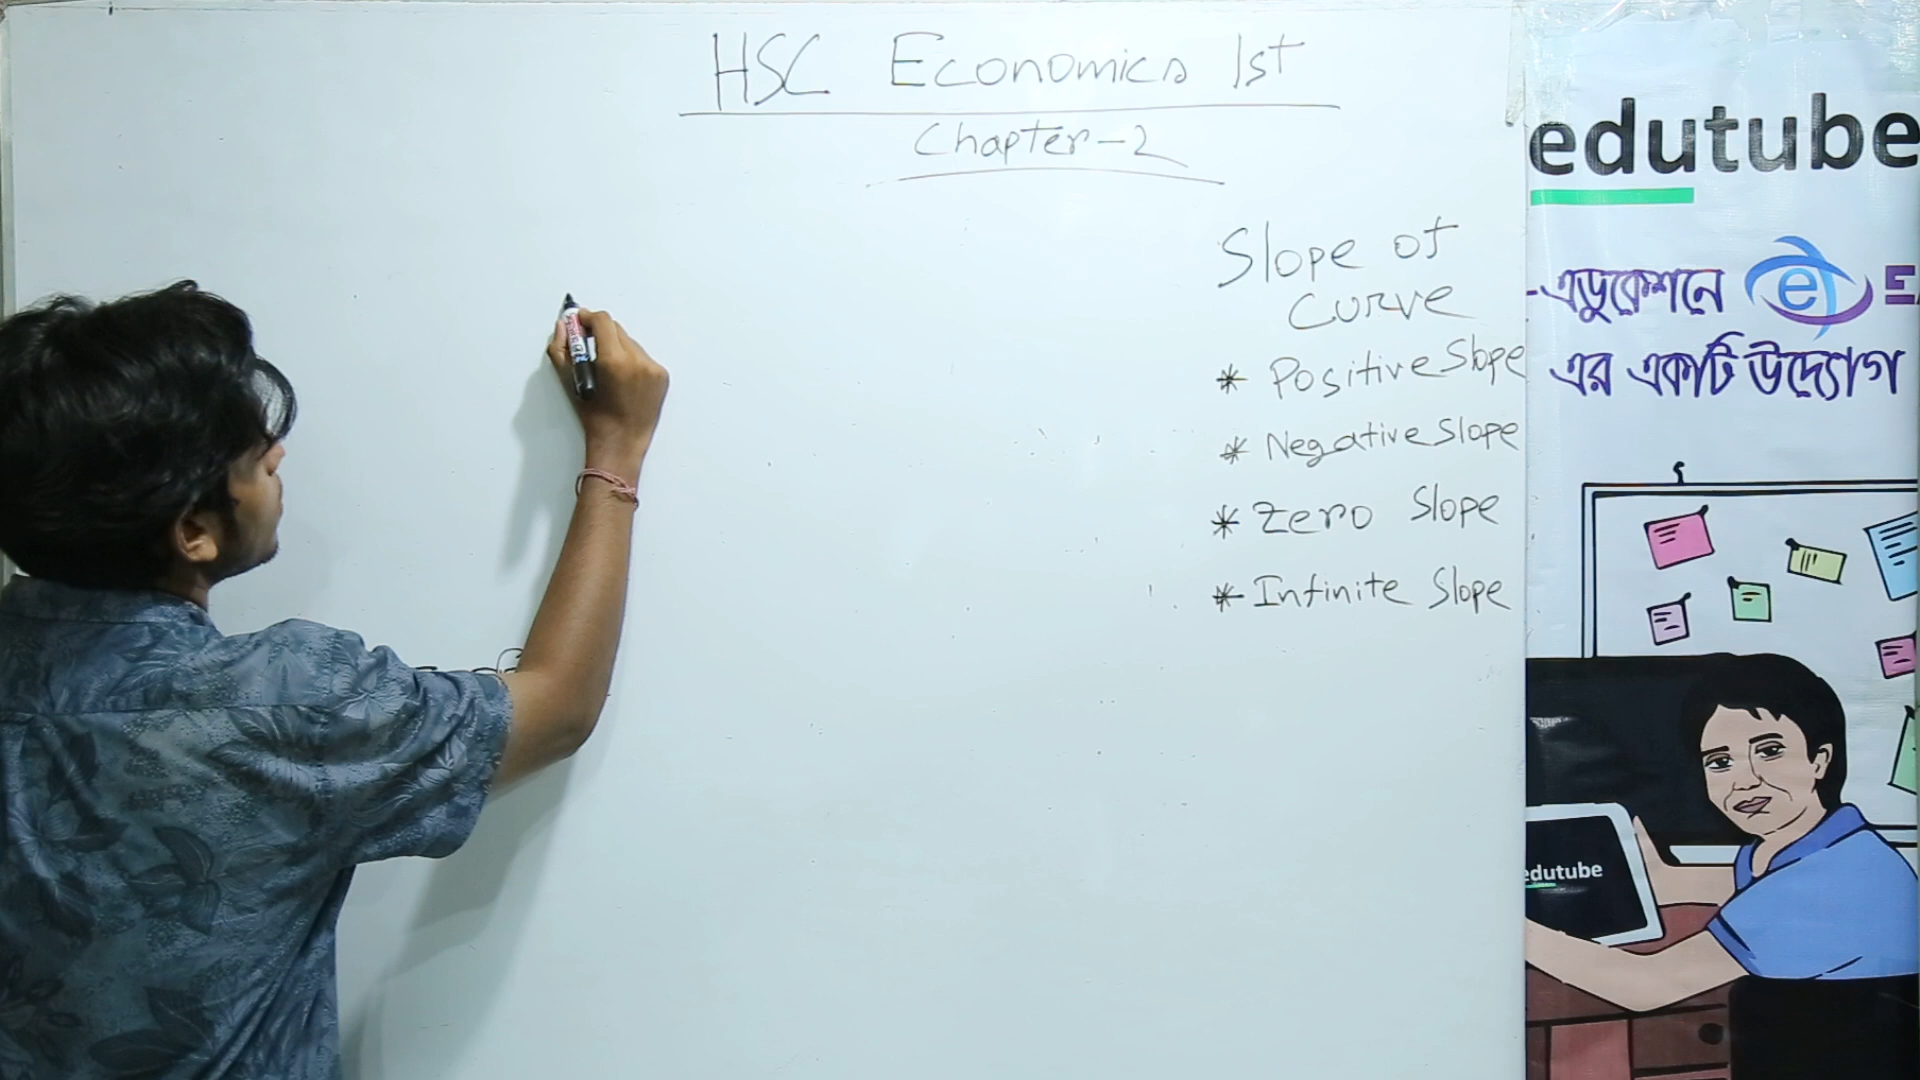 HSC Economics 1st
Chapter-2
Slope of
curve
* Positive Slope
* Negative Slope
* Zero Slope
* Infinite Slope
edutube
-এডুকেশনে e
এর একটি উদ্যোগ
edutube